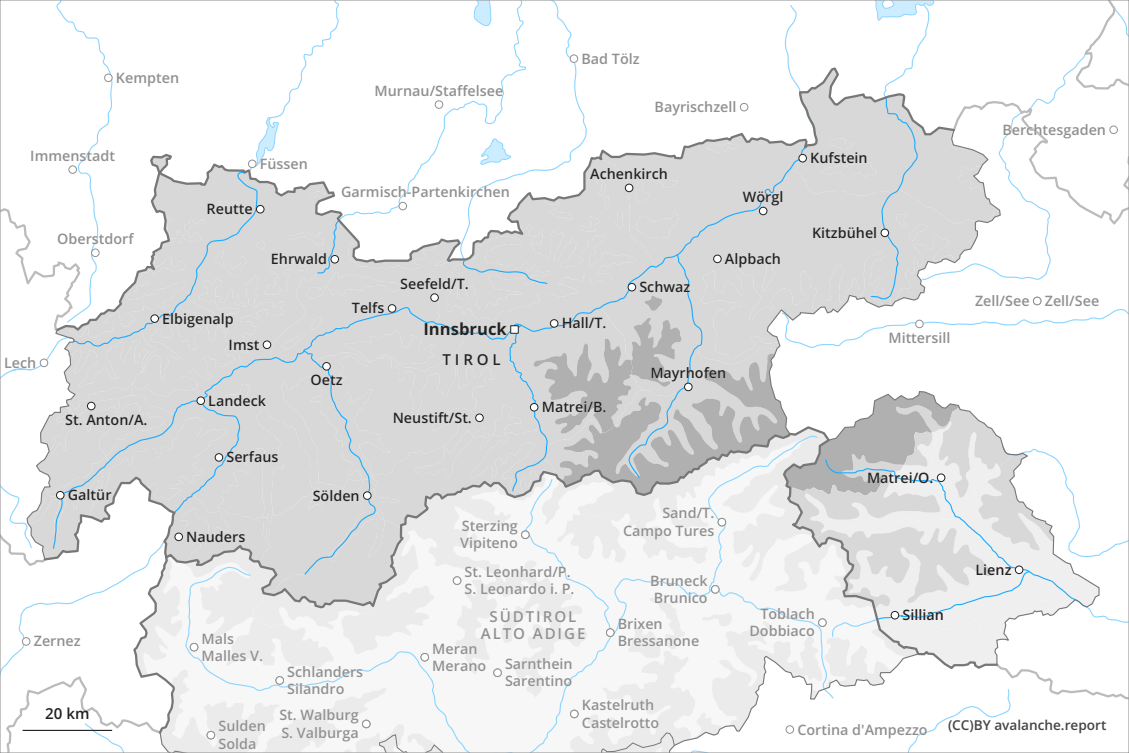 Kempten
Bad Tölz
Murnau/Staffelsee
Bayrischzell
Berchtesgaden
Immenstadt
Füssen
Kufstein
Achenkirch
Garmisch-Partenkirchen
Wörgl
Reutte
Kitzbühel
Oberstdorf
Ehrwald
Alpbach
Seefeld/T.
Schwaz
Zell/See
Zell/See
Telfs
Elbigenalp
Innsbruck
Hall/T.
Mittersill
Imst
TIROL
Lech
Oetz
Mayrhofen
Landeck
Matrei/B.
St. Anton/A.
Neustift/St.
Serfaus
Matrei/O.
Galtür
Sölden
Sand/T.
Campo Tures
Sterzing
Vipiteno
Nauders
St. Leonhard/P.
S. Leonardo i. P.
Lienz
Bruneck
Brunico
SÜDTIROL
ALTO ADIGE
Toblach
Dobbiaco
Sillian
Brixen
Bressanone
Zernez
Mals
Malles V.
Meran
Merano
Sarnthein
Sarentino
Schlanders
Silandro
Kastelruth
Castelrotto
20 km
St. Walburg
S. Valburga
Sulden
Solda
Cortina d'Ampezzo
(CC)BY avalanche.report